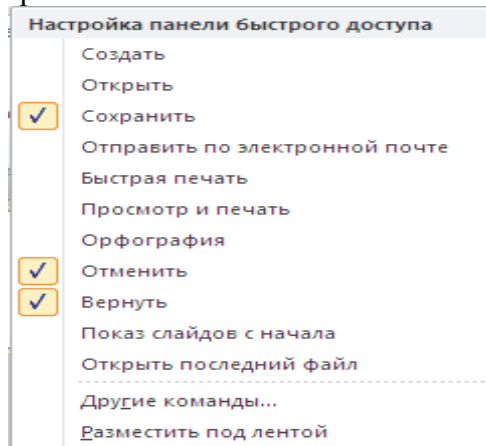 Настройка панели быстрого доступа
Создать
Открыть
Сохранить
Отправить по электронной почте
Быстрая печать
Просмотр и печать
Орфография
Отменить
Вернуть
Показ слайдов с начала
Открыть последний файл
Другие команды...
Разместить под лентой